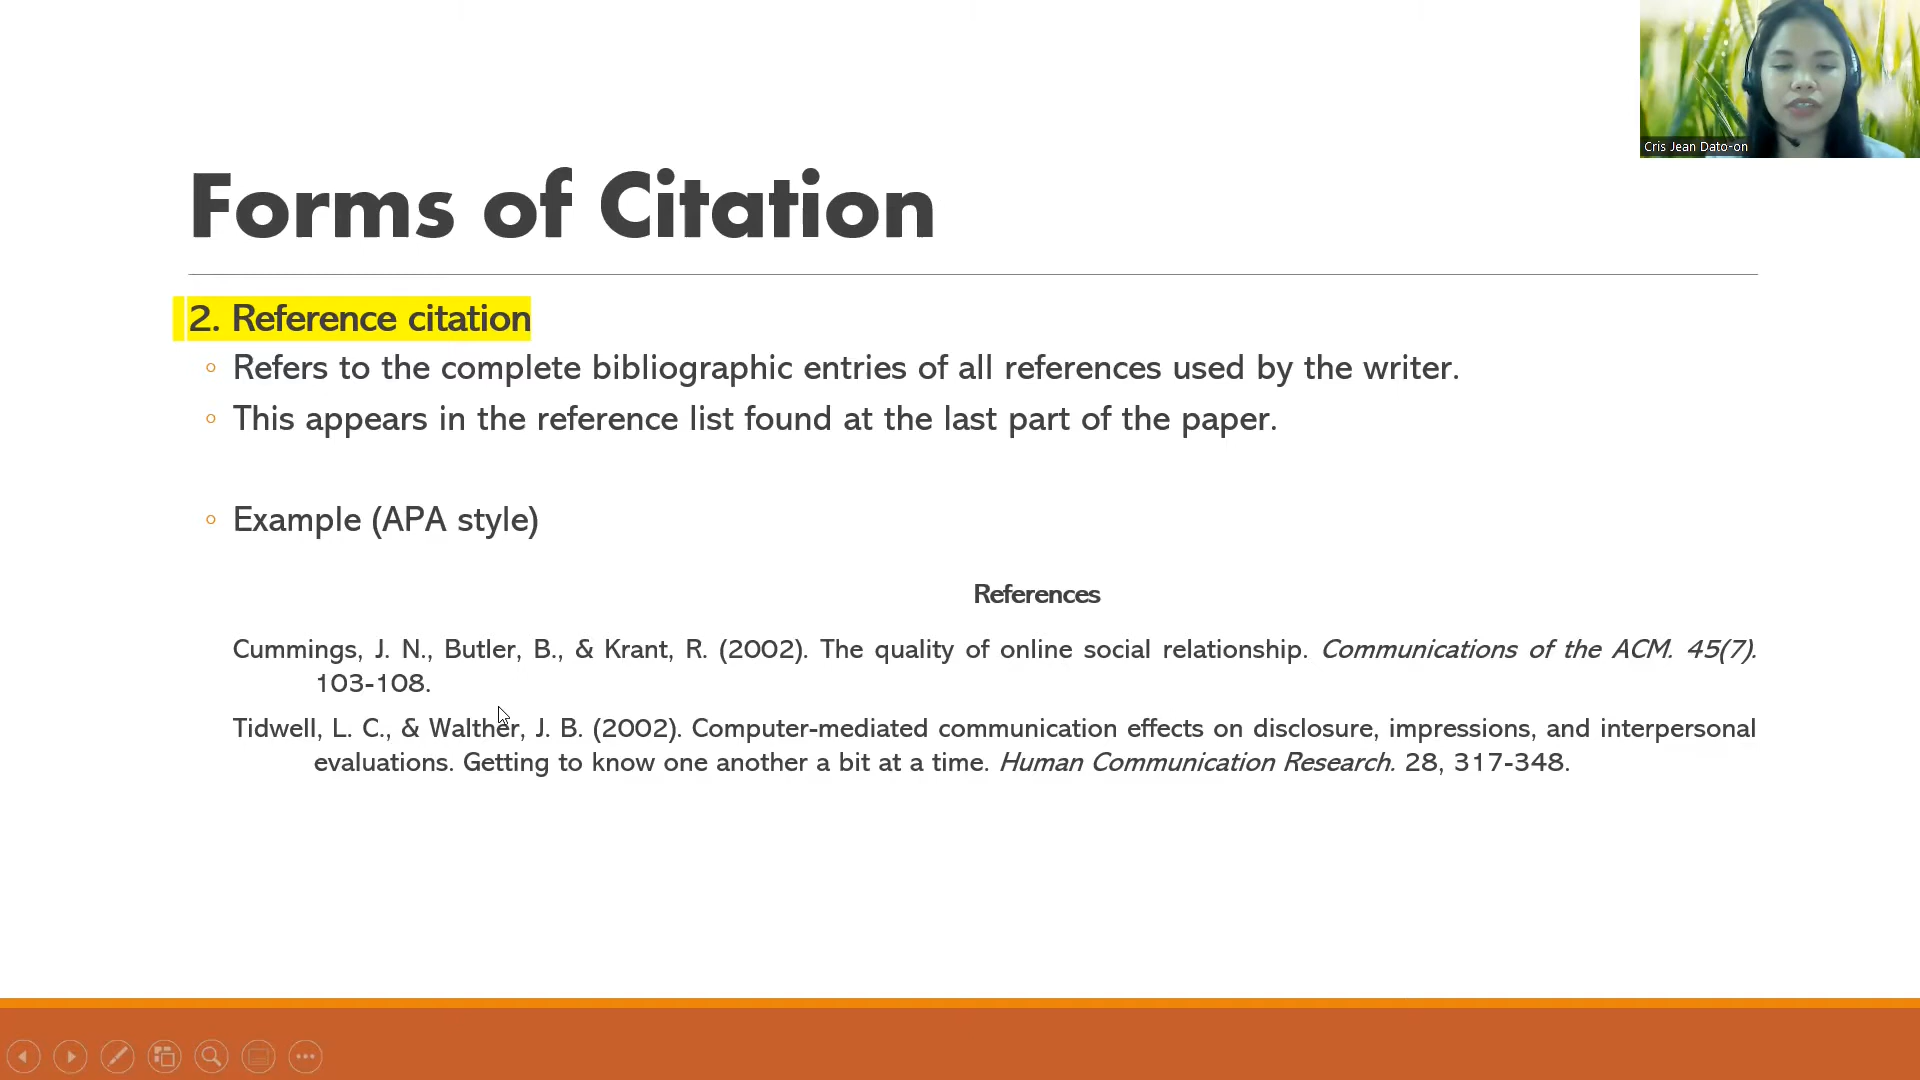 Cris Jean Dato-on
Forms of Citation
2. Reference citation
Refers to the complete bibliographic entries of all references used by the writer.
This appears in the reference list found at the last part of the paper.
Example (APA style)
References
Cummings, J. N., Butler, B., & Krant, R. (2002). The quality of online social relationship. Communications of the ACM. 45(7).
103-108.
Tidwell, L. C., & Walther, J. B. (2002). Computer-mediated communication effects on disclosure, impressions, and interpersonal
evaluations. Getting to know one another a bit at a time. Human Communication Research. 28, 317-348.